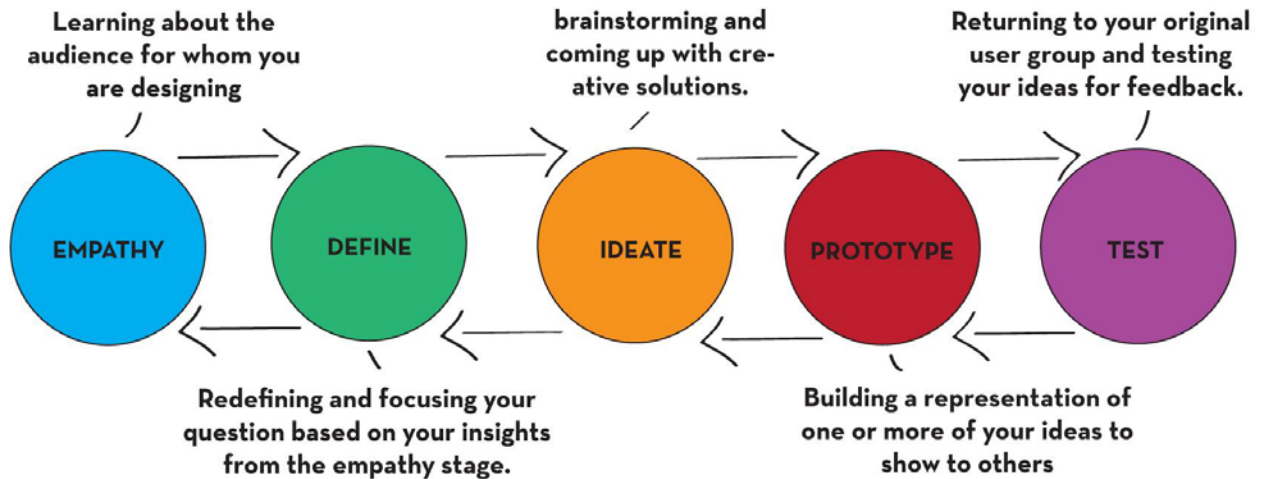 Learning about the
audience for whom you
are designing
brainstorming and
coming up with cre-
ative solutions.
Returning to your original
user group and testing
your ideas for feedback.
EMPATHY
DEFINE
IDEATE
PROTOTYPE
TEST
Redefining and focusing your
question based on your insights
from the empathy stage.
Building a representation of
one or more of your ideas to
show to others